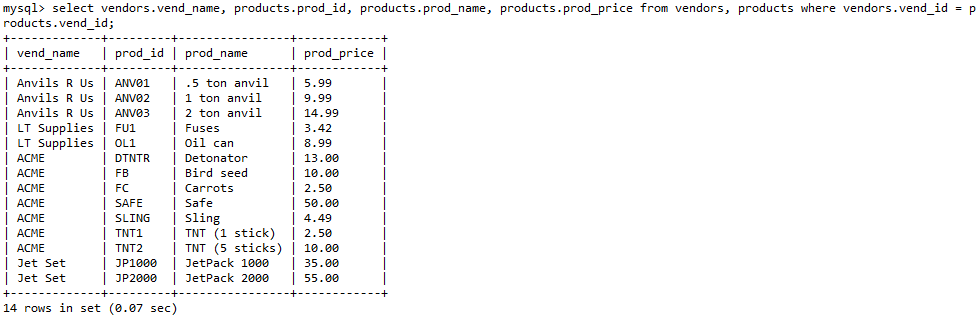 mysql> select vendors.vend_name, products.prod_id, products.prod_name, products.prod_price from vendors, products where vendors.vend_id = p
roducts.vend_id;
+-------------+---------+----------------+------------+
| vend_name   | prod_id | prod_name      | prod_price |
+-------------+---------+----------------+------------+
| Anvils R Us | ANV01   | .5 ton anvil   | 5.99       |
| Anvils R Us | ANV02   | 1 ton anvil    | 9.99       |
| Anvils R Us | ANV03   | 2 ton anvil    | 14.99      |
| LT Supplies | FU1     | Fuses          | 3.42       |
| LT Supplies | OL1     | Oil can        | 8.99       |
| ACME        | DTNTR   | Detonator      | 13.00      |
| ACME        | FB      | Bird seed      | 10.00      |
| ACME        | FC      | Carrots        | 2.50       |
| ACME        | SAFE    | Safe           | 50.00      |
| ACME        | SLING   | Sling          | 4.49       |
| ACME        | TNT1    | TNT (1 stick)  | 2.50       |
| ACME        | TNT2    | TNT (5 sticks) | 10.00      |
| Jet Set     | JP1000  | JetPack 1000   | 35.00      |
| Jet Set     | JP2000  | JetPack 2000   | 55.00      |
+-------------+---------+----------------+------------+
14 rows in set (0.07 sec)